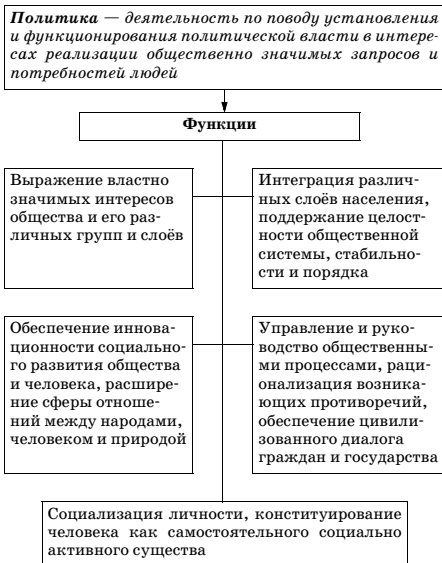 Политика — деятельность по поводу установления
и функционирования политической власти в интере-
сах реализации общественно значимых запросов и
потребностей людей
Функции
Выражение властно
значимых интересов
общества и его раз-
личных групп и слоёв
Интеграция различ-
ных слоёв населения,
поддержание целост-
ности общественной
системы, стабильно-
сти и порядка
Обеспечение иннова-
ционности социально-
го развития общества
и человека, расшире-
ние сферы отноше-
ний между народами,
человеком и природой
Управление и руко-
водство общественны-
ми процессами, раци-
онализация возника-
ющих противоречий,
обеспечение цивили-
зованного диалога
граждан и государства
Социализация личности, конституирование
человека как самостоятельного социально
активного существа